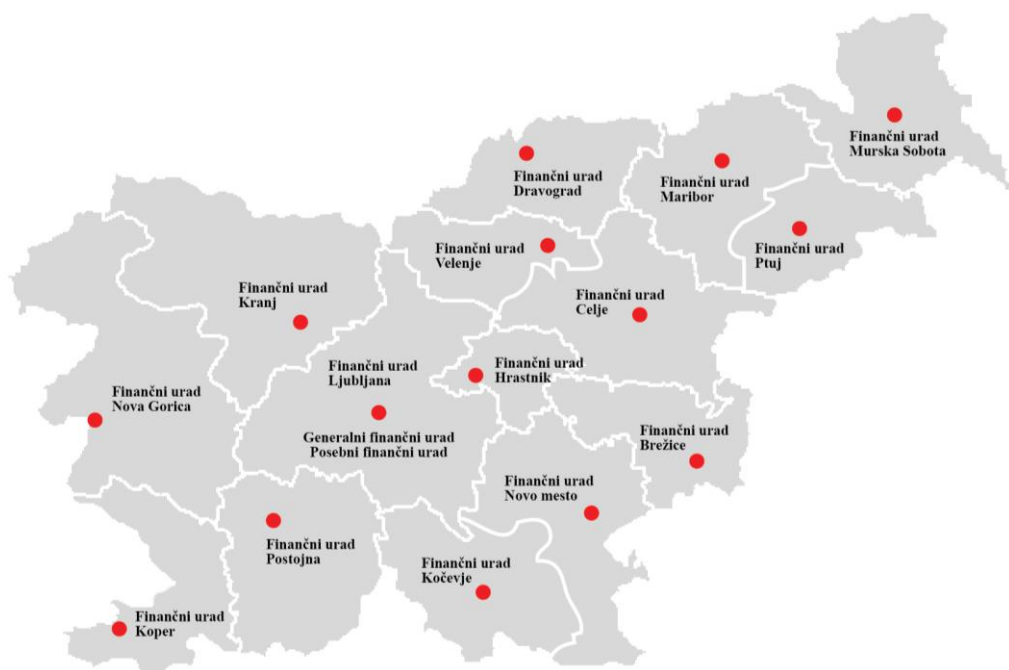 Finančni urad
Murska Sobota
Finančni urad
Dravograd
Finančni urad
Maribor
Finančni urad
Velenje
Finančni urad
Ptuj
Finančni urad
Kranj
Finančni urad
Celje
Finančni urad
Ljubljana
Finančni urad
Hrastnik
Finančni urad
Nova Gorica
Generalni finančni urad
Posebni finančni urad
Finančni urad
Brežice
Finančni urad
Novo mesto
Finančni urad
Postojna
Finančni urad
Kočevje
Finančni urad
Koper